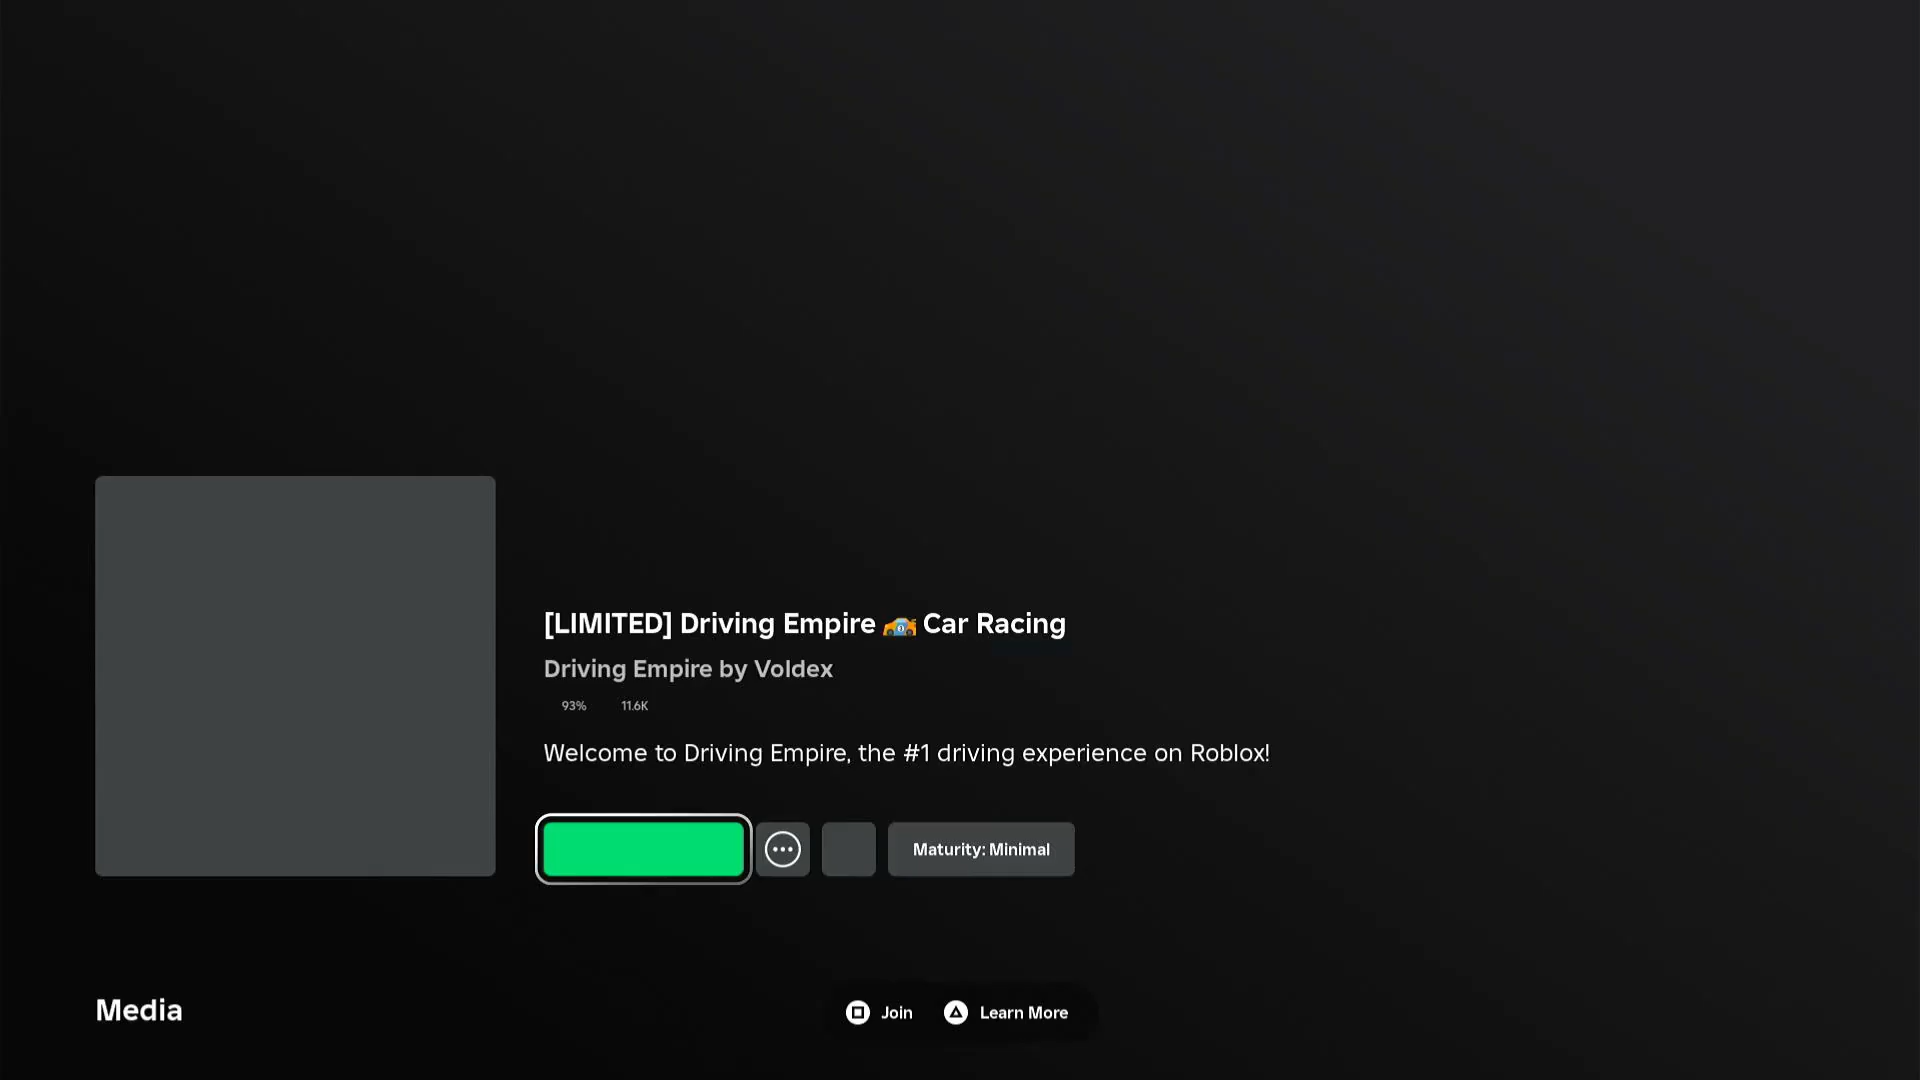 [LIMITED] Driving Empire 🏎️ Car Racing
Driving Empire by Voldex
93% 11.6K
Welcome to Driving Empire, the #1 driving experience on Roblox!
Maturity: Minimal
Media
Join Learn More